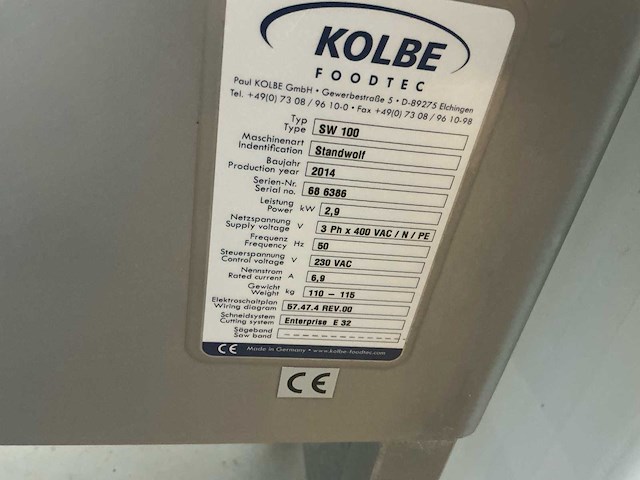 KOLBE
FOODTEC
Paul KOLBE GmbH • Gewerbestraße 5 • D-89275 Elchingen
Tel. +49(0) 73 08 / 96 10-0 • Fax +49(0) 73 08 / 96 10-98
Typ
Type SW 100
Maschinenart
Indentification Standwolf
Baujahr
Production year 2014
Serien-Nr.
Serial no. 68 6386
Leistung
Power kW 2,9
Netzspannung
Supply voltage V 3 Ph x 400 VAC / N / PE
Frequenz
Frequency Hz 50
Steuerspannung
Control voltage V 230 VAC
Nennstrom
Rated current A 6,9
Gewicht
Weight kg 110 – 115
Elektroschaltplan
Wiring diagram 57.47.4 REV.00
Schneidsystem
Cutting system Enterprise E 32
Sägeband
Saw band - - - - - - - - - - - - - - -
CE Made in Germany • www.kolbe-foodtec.com
CE